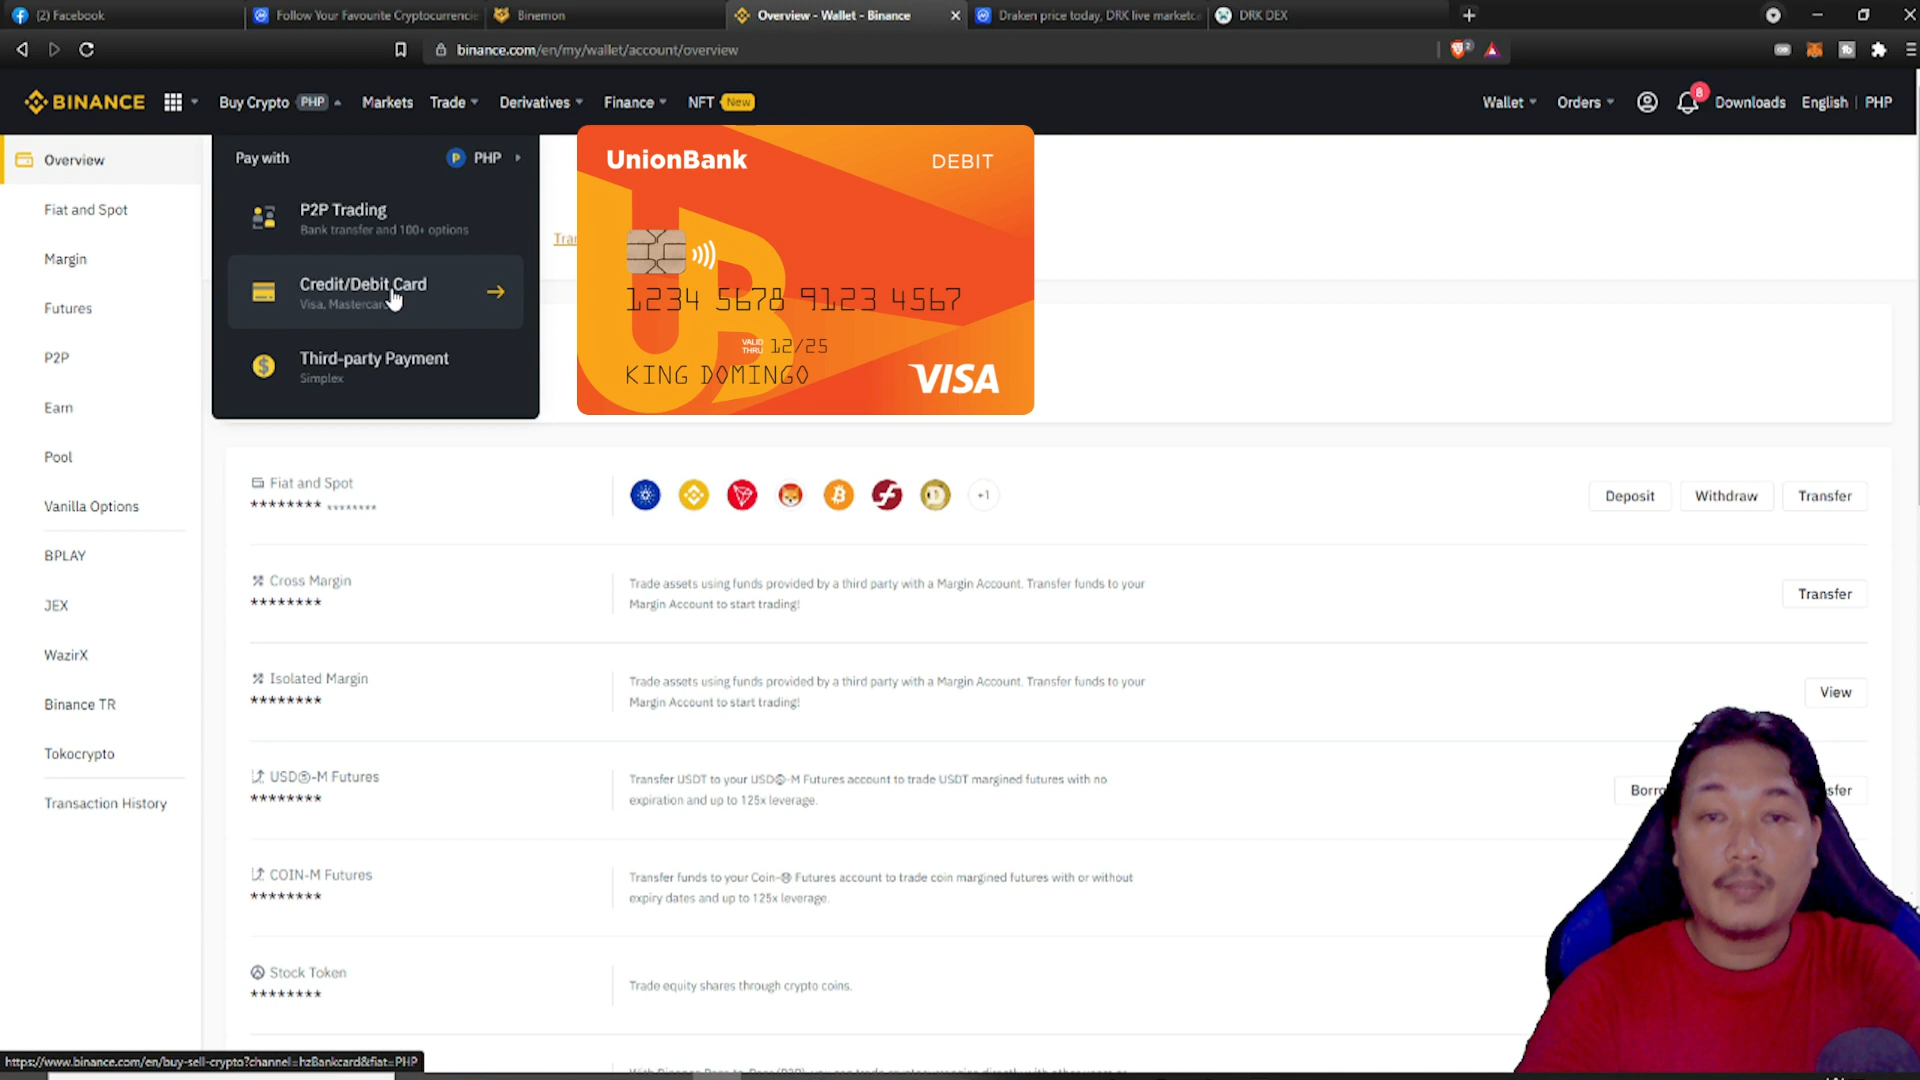 (2) Facebook
Follow Your Favourite Cryptocurrencie
Binemon
Overview - Wallet - Binance
Draken price today, DRK live marketca
DRK DEX
binance.com/en/my/wallet/account/overview
BINANCE
Buy Crypto PHP
Markets
Trade
Derivatives
Finance
NFT New
Wallet
Orders
8
Downloads
English
PHP
Overview
Fiat and Spot
Margin
Futures
P2P
Earn
Pool
Vanilla Options
BPLAY
JEX
WazirX
Binance TR
Tokocrypto
Transaction History
Pay with
PHP
P2P Trading
Bank transfer and 100+ options
Credit/Debit Card
Visa, Mastercar
Third-party Payment
Simplex
Tran
UnionBank
DEBIT
1234 5678 9123 4567
VALID THRU 12/25
KING DOMINGO
VISA
Fiat and Spot
******** ********
+1
Deposit
Withdraw
Transfer
Cross Margin
********
Trade assets using funds provided by a third party with a Margin Account. Transfer funds to your
Margin Account to start trading!
Transfer
Isolated Margin
********
Trade assets using funds provided by a third party with a Margin Account. Transfer funds to your
Margin Account to start trading!
View
USDⓈ-M Futures
********
Transfer USDT to your USDⓈ-M Futures account to trade USDT margined futures with no
expiration and up to 125x leverage.
Borro
sfer
COIN-M Futures
********
Transfer funds to your Coin-Ⓜ Futures account to trade coin margined futures with or without
expiry dates and up to 125x leverage.
Stock Token
********
Trade equity shares through crypto coins.
https://www.binance.com/en/buy-sell-crypto?channel=hzBankcard&fiat=PHP